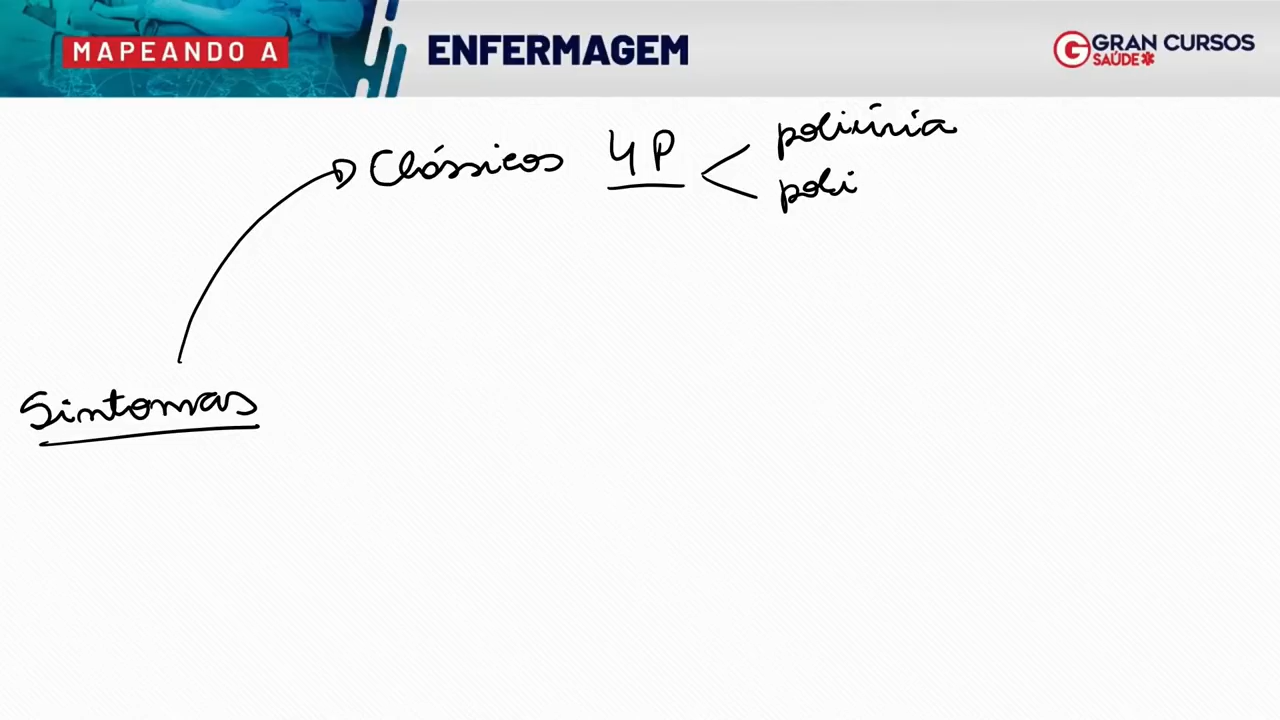 MAPEANDO A
ENFERMAGEM
GRAN CURSOS
SAÚDE
Clássicos 4P
poliúria
poli
Sintomas